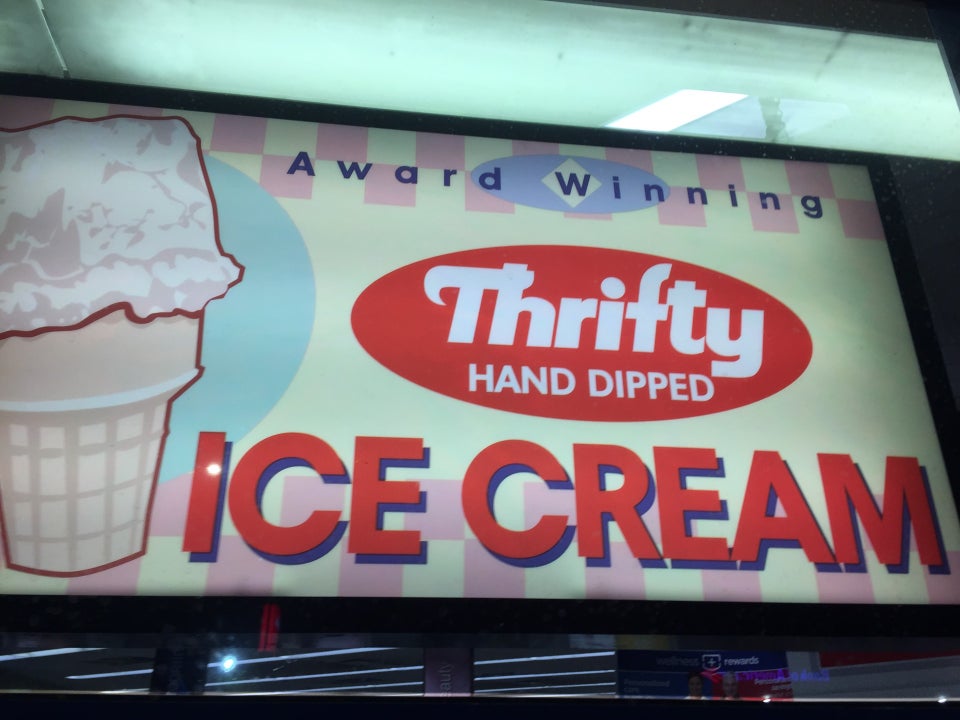 Award Winning
Thrifty
HAND DIPPED
ICE CREAM
wellness + rewards